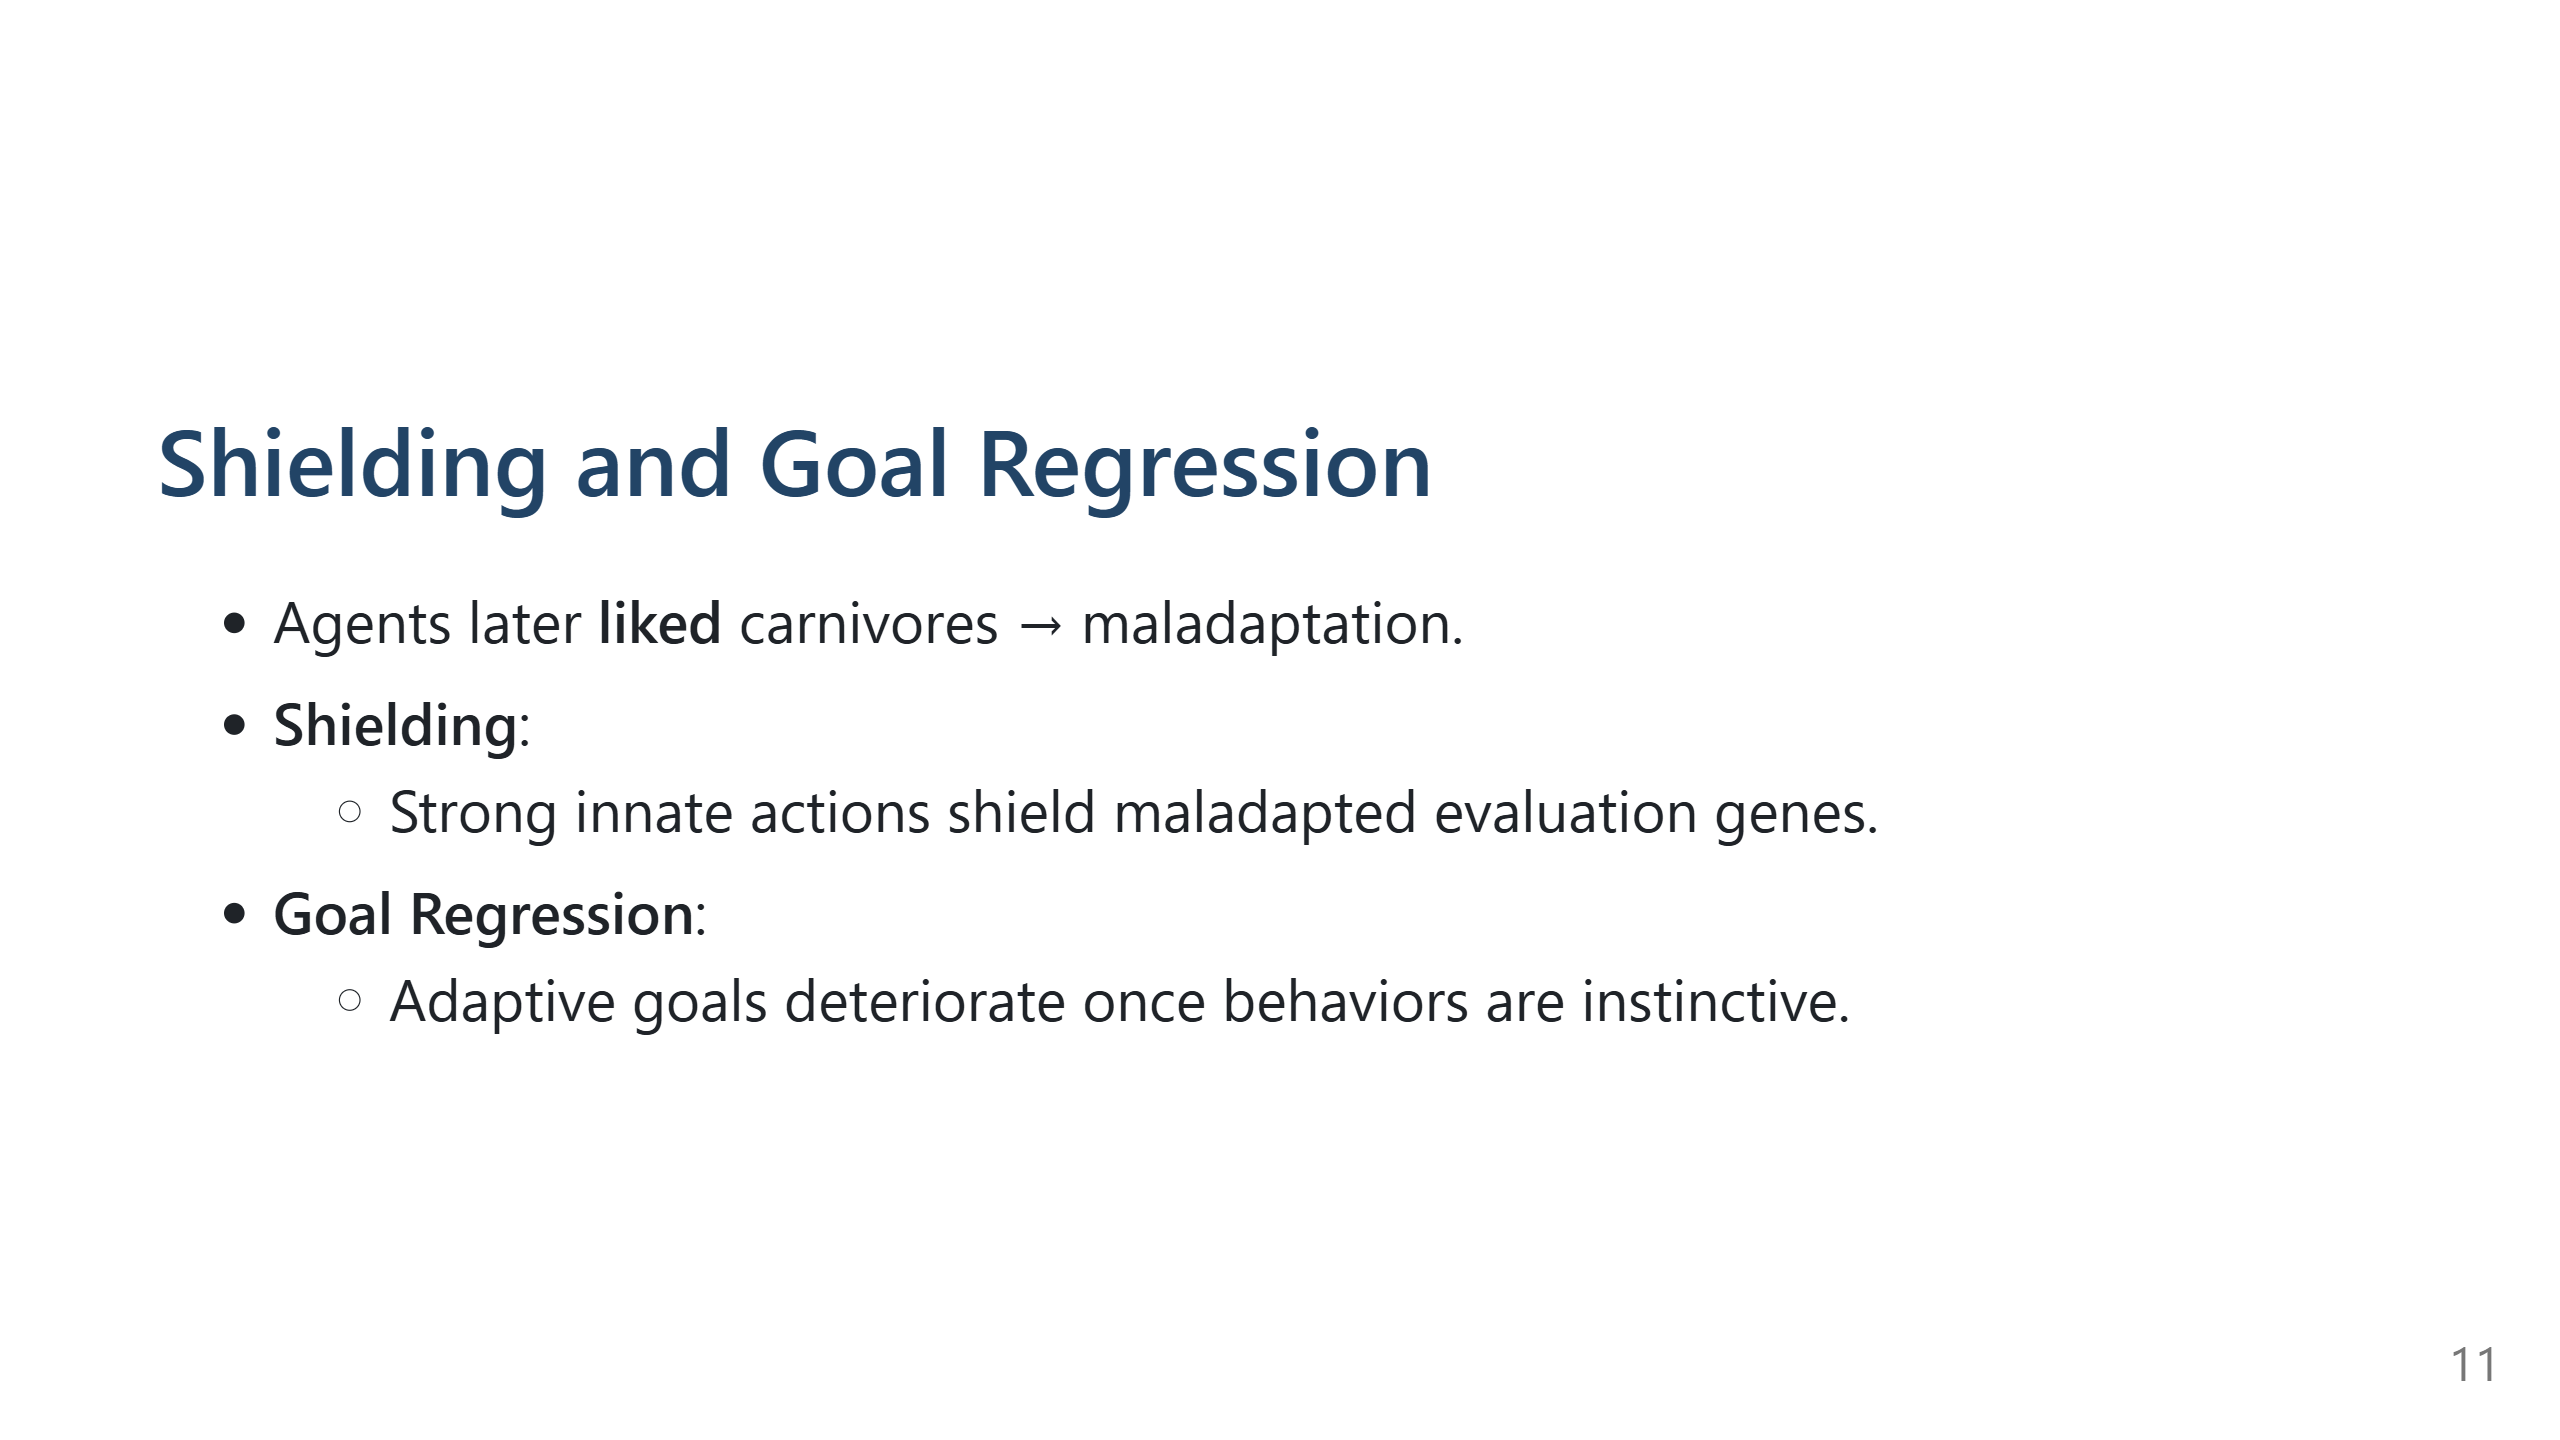 Shielding and Goal Regression
• Agents later liked carnivores → maladaptation.
• Shielding:
○ Strong innate actions shield maladapted evaluation genes.
• Goal Regression:
○ Adaptive goals deteriorate once behaviors are instinctive.
11